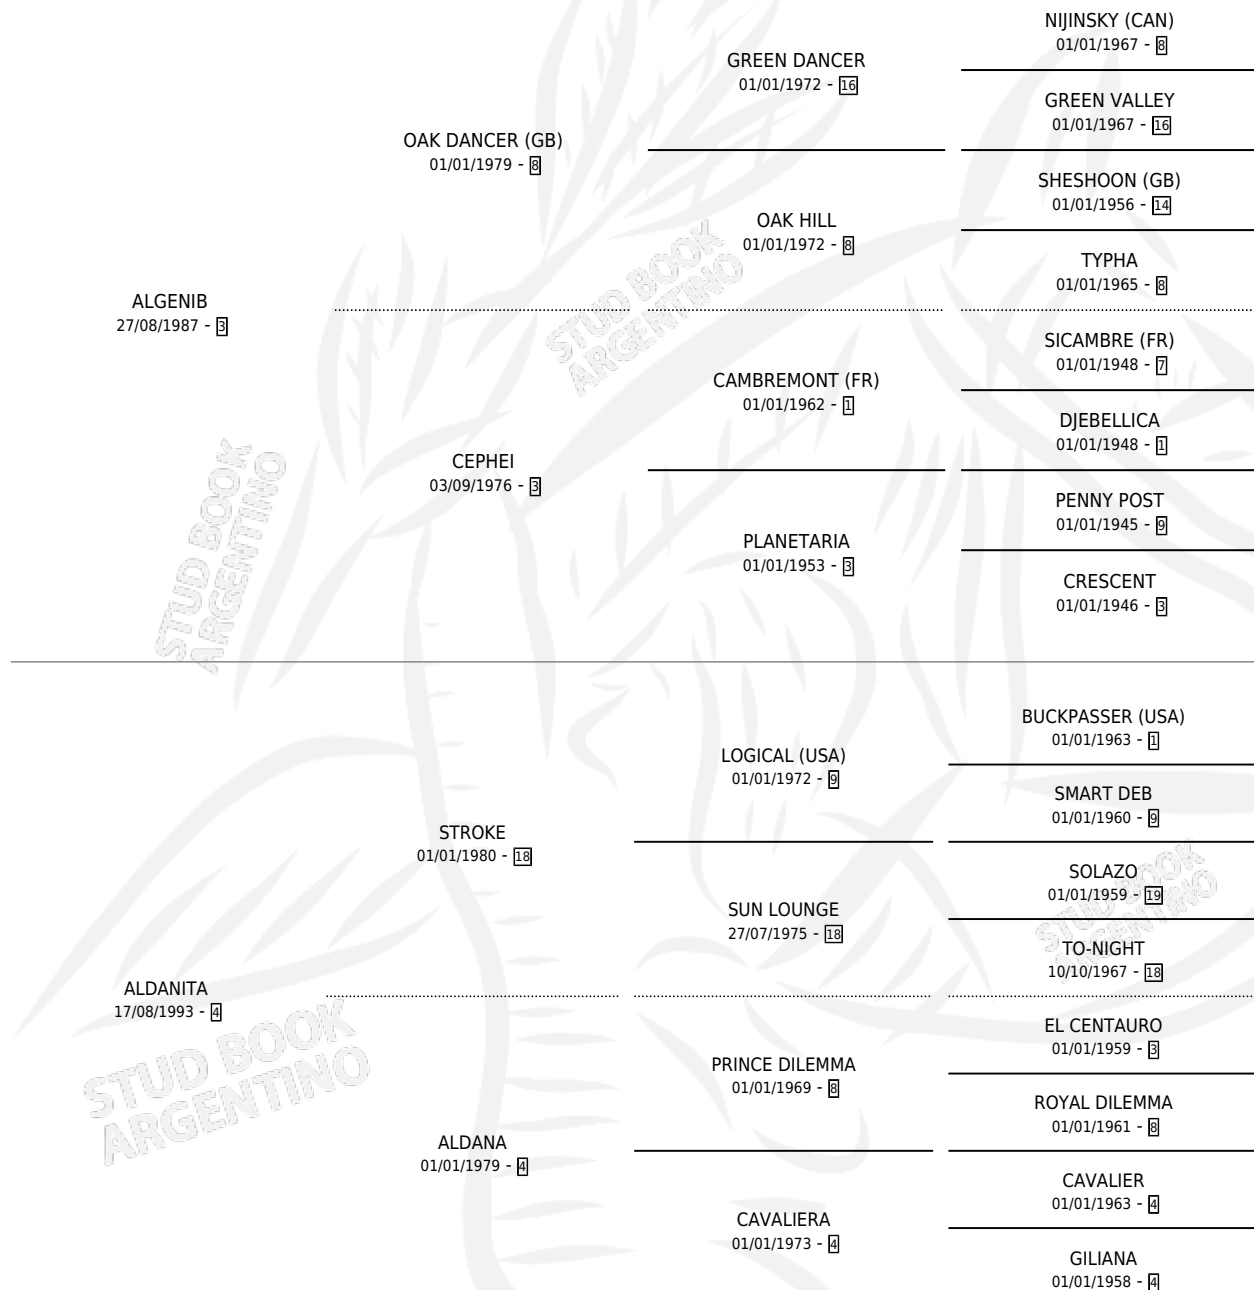 NIJINSKY (CAN)
01/01/1967 - 8
GREEN DANCER
01/01/1972 - 16
GREEN VALLEY
01/01/1967 - 16
OAK DANCER (GB)
01/01/1979 - 8
SHESHOON (GB)
01/01/1956 - 14
OAK HILL
01/01/1972 - 8
TYPHA
01/01/1965 - 8
ALGENIB
27/08/1987 - 3
STUD BOOK
ARGENTINO
SICAMBRE (FR)
01/01/1948 - 7
CAMBREMONT (FR)
01/01/1962 - 1
DJEBELLICA
01/01/1948 - 1
CEPHEI
03/09/1976 - 3
PENNY POST
01/01/1945 - 9
PLANETARIA
01/01/1953 - 3
CRESCENT
01/01/1946 - 3
STUD BOOK
ARGENTINO
BUCKPASSER (USA)
01/01/1963 - 1
LOGICAL (USA)
01/01/1972 - 9
SMART DEB
01/01/1960 - 9
STROKE
01/01/1980 - 18
SOLAZO
01/01/1959 - 19
SUN LOUNGE
27/07/1975 - 18
STUD BOOK
ARGENTINO
TO-NIGHT
10/10/1967 - 18
ALDANITA
17/08/1993 - 4
STUD BOOK
ARGENTINO
EL CENTAURO
01/01/1959 - 3
PRINCE DILEMMA
01/01/1969 - 8
ROYAL DILEMMA
01/01/1961 - 8
ALDANA
01/01/1979 - 4
CAVALIER
01/01/1963 - 4
CAVALIERA
01/01/1973 - 4
GILIANA
01/01/1958 - 4